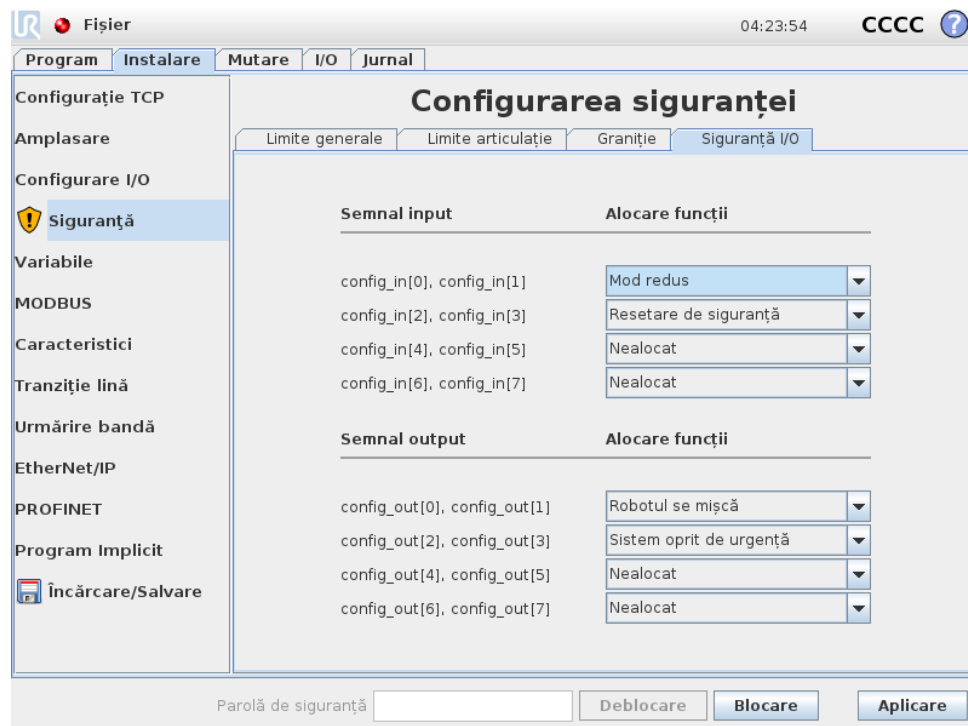 UR Fișier 04:23:54 CCCC ?
Program Instalare Mutare I/O Jurnal
Configurație TCP
Amplasare
Configurare I/O
Siguranță
Variabile
MODBUS
Caracteristici
Tranziție lină
Urmărire bandă
EtherNet/IP
PROFINET
Program Implicit
Încărcare/Salvare
Configurarea siguranței
Limite generale Limite articulație Graniție Siguranță I/O
Semnal input Alocare funcții
config_in[0], config_in[1] Mod redus
config_in[2], config_in[3] Resetare de siguranță
config_in[4], config_in[5] Nealocat
config_in[6], config_in[7] Nealocat
Semnal output Alocare funcții
config_out[0], config_out[1] Robotul se mișcă
config_out[2], config_out[3] Sistem oprit de urgență
config_out[4], config_out[5] Nealocat
config_out[6], config_out[7] Nealocat
Parolă de siguranță Deblocare Blocare Aplicare